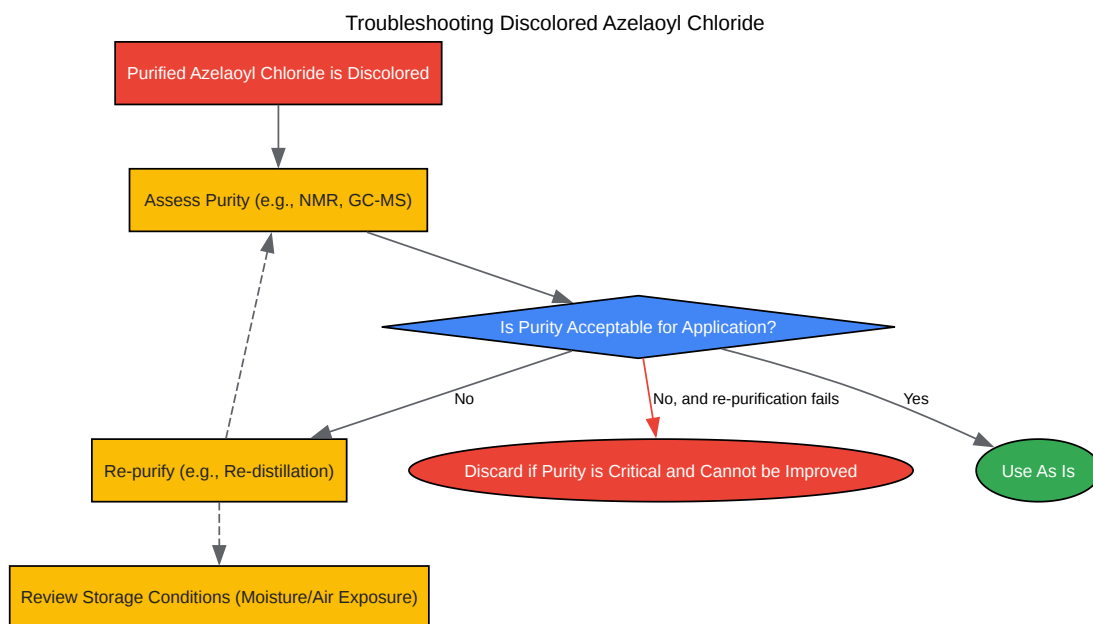 Troubleshooting Discolored Azelaoyl Chloride
Purified Azelaoyl Chloride is Discolored
Assess Purity (e.g., NMR, GC-MS)
Is Purity Acceptable for Application?
No
No, and re-purification fails
Yes
Re-purify (e.g., Re-distillation)
Discard if Purity is Critical and Cannot be Improved
Use As Is
Review Storage Conditions (Moisture/Air Exposure)